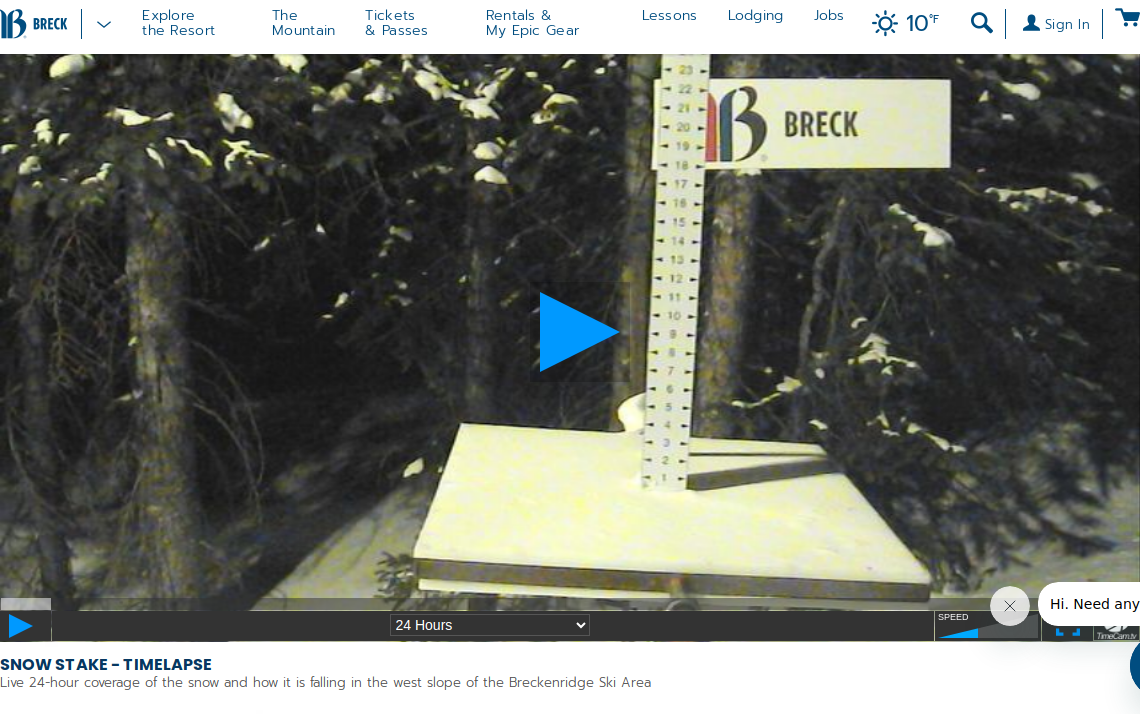 BRECK
Explore
the Resort
The
Mountain
Tickets
& Passes
Rentals &
My Epic Gear
Lessons
Lodging
Jobs
10°F
Sign In
23
22
21
20
19
18
17
16
15
14
13
12
11
10
9
8
7
6
5
4
3
2
1
BRECK
Hi. Need any
24 Hours
SPEED
TimeCam.tv
SNOW STAKE - TIMELAPSE
Live 24-hour coverage of the snow and how it is falling in the west slope of the Breckenridge Ski Area